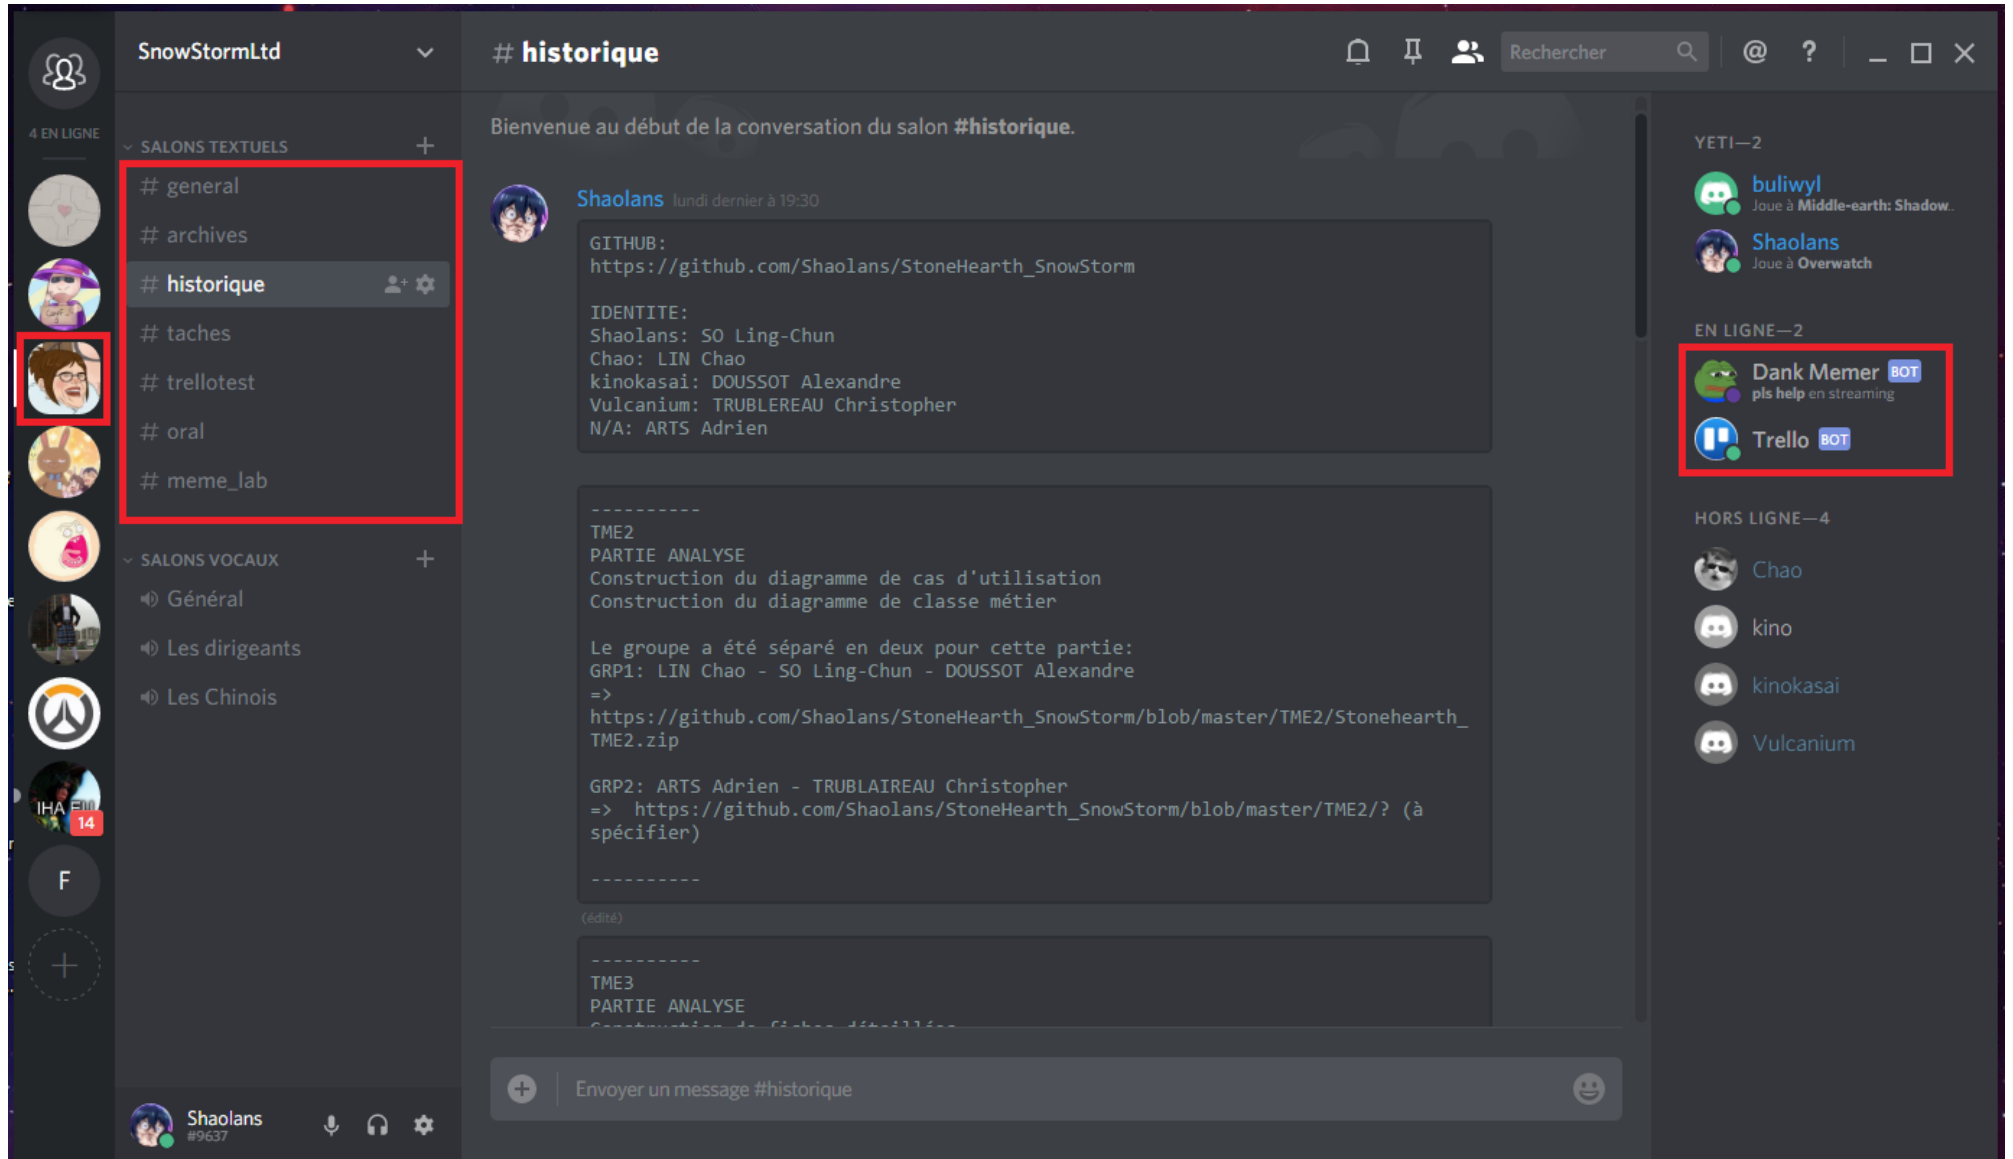 4 EN LIGNE
IHA EU
14
F
SnowStormLtd
SALONS TEXTUELS
# general
# archives
# historique
# taches
# trellotest
# oral
# meme_lab
SALONS VOCAUX
Général
Les dirigeants
Les Chinois
Shaolans
#9637
# historique
Rechercher
@ ?
Bienvenue au début de la conversation du salon #historique.
Shaolans lundi dernier à 19:30
GITHUB:
https://github.com/Shaolans/StoneHearth_SnowStorm
IDENTITE:
Shaolans: SO Ling-Chun
Chao: LIN Chao
kinokasai: DOUSSOT Alexandre
Vulcanium: TRUBLEREAU Christopher
N/A: ARTS Adrien
----------
TME2
PARTIE ANALYSE
Construction du diagramme de cas d'utilisation
Construction du diagramme de classe métier
Le groupe a été séparé en deux pour cette partie:
GRP1: LIN Chao - SO Ling-Chun - DOUSSOT Alexandre
=>
https://github.com/Shaolans/StoneHearth_SnowStorm/blob/master/TME2/Stonehearth_
TME2.zip
GRP2: ARTS Adrien - TRUBLAIREAU Christopher
=>  https://github.com/Shaolans/StoneHearth_SnowStorm/blob/master/TME2/? (à
spécifier)
----------
(édité)
----------
TME3
PARTIE ANALYSE
Construction de fiches détaillées
Envoyer un message #historique
YETI—2
buliwyl
Joue à Middle-earth: Shadow..
Shaolans
Joue à Overwatch
EN LIGNE—2
Dank Memer BOT
pls help en streaming
Trello BOT
HORS LIGNE—4
Chao
kino
kinokasai
Vulcanium